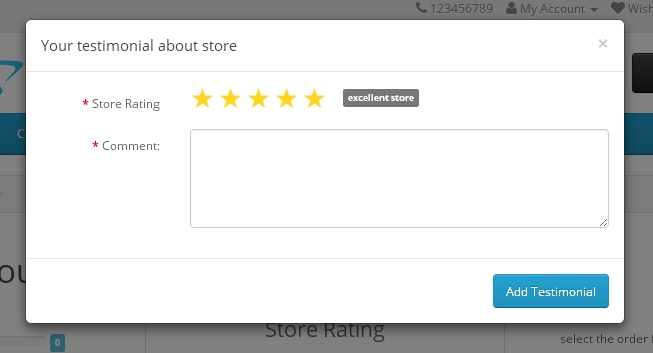 123456789 My Account Wish
Your testimonial about store ×
* Store Rating
excellent store
* Comment:
Add Testimonial
0
Store Rating
select the order